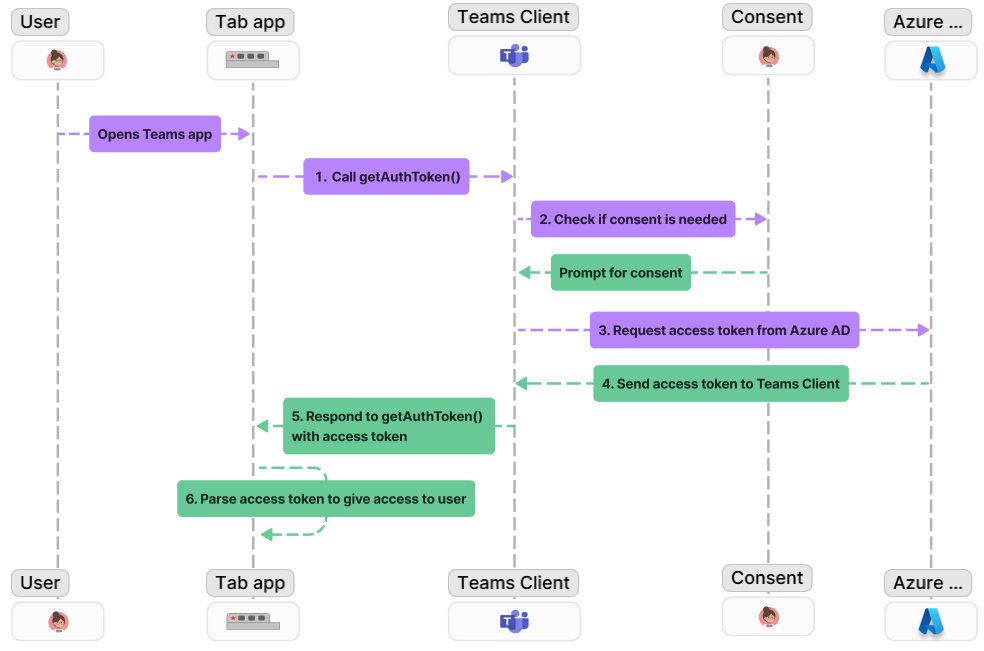 User
Tab app
Teams Client
Consent
Azure ...
Opens Teams app
1. Call getAuthToken()
2. Check if consent is needed
Prompt for consent
3. Request access token from Azure AD
4. Send access token to Teams Client
5. Respond to getAuthToken()
with access token
6. Parse access token to give access to user
User
Tab app
Teams Client
Consent
Azure ...